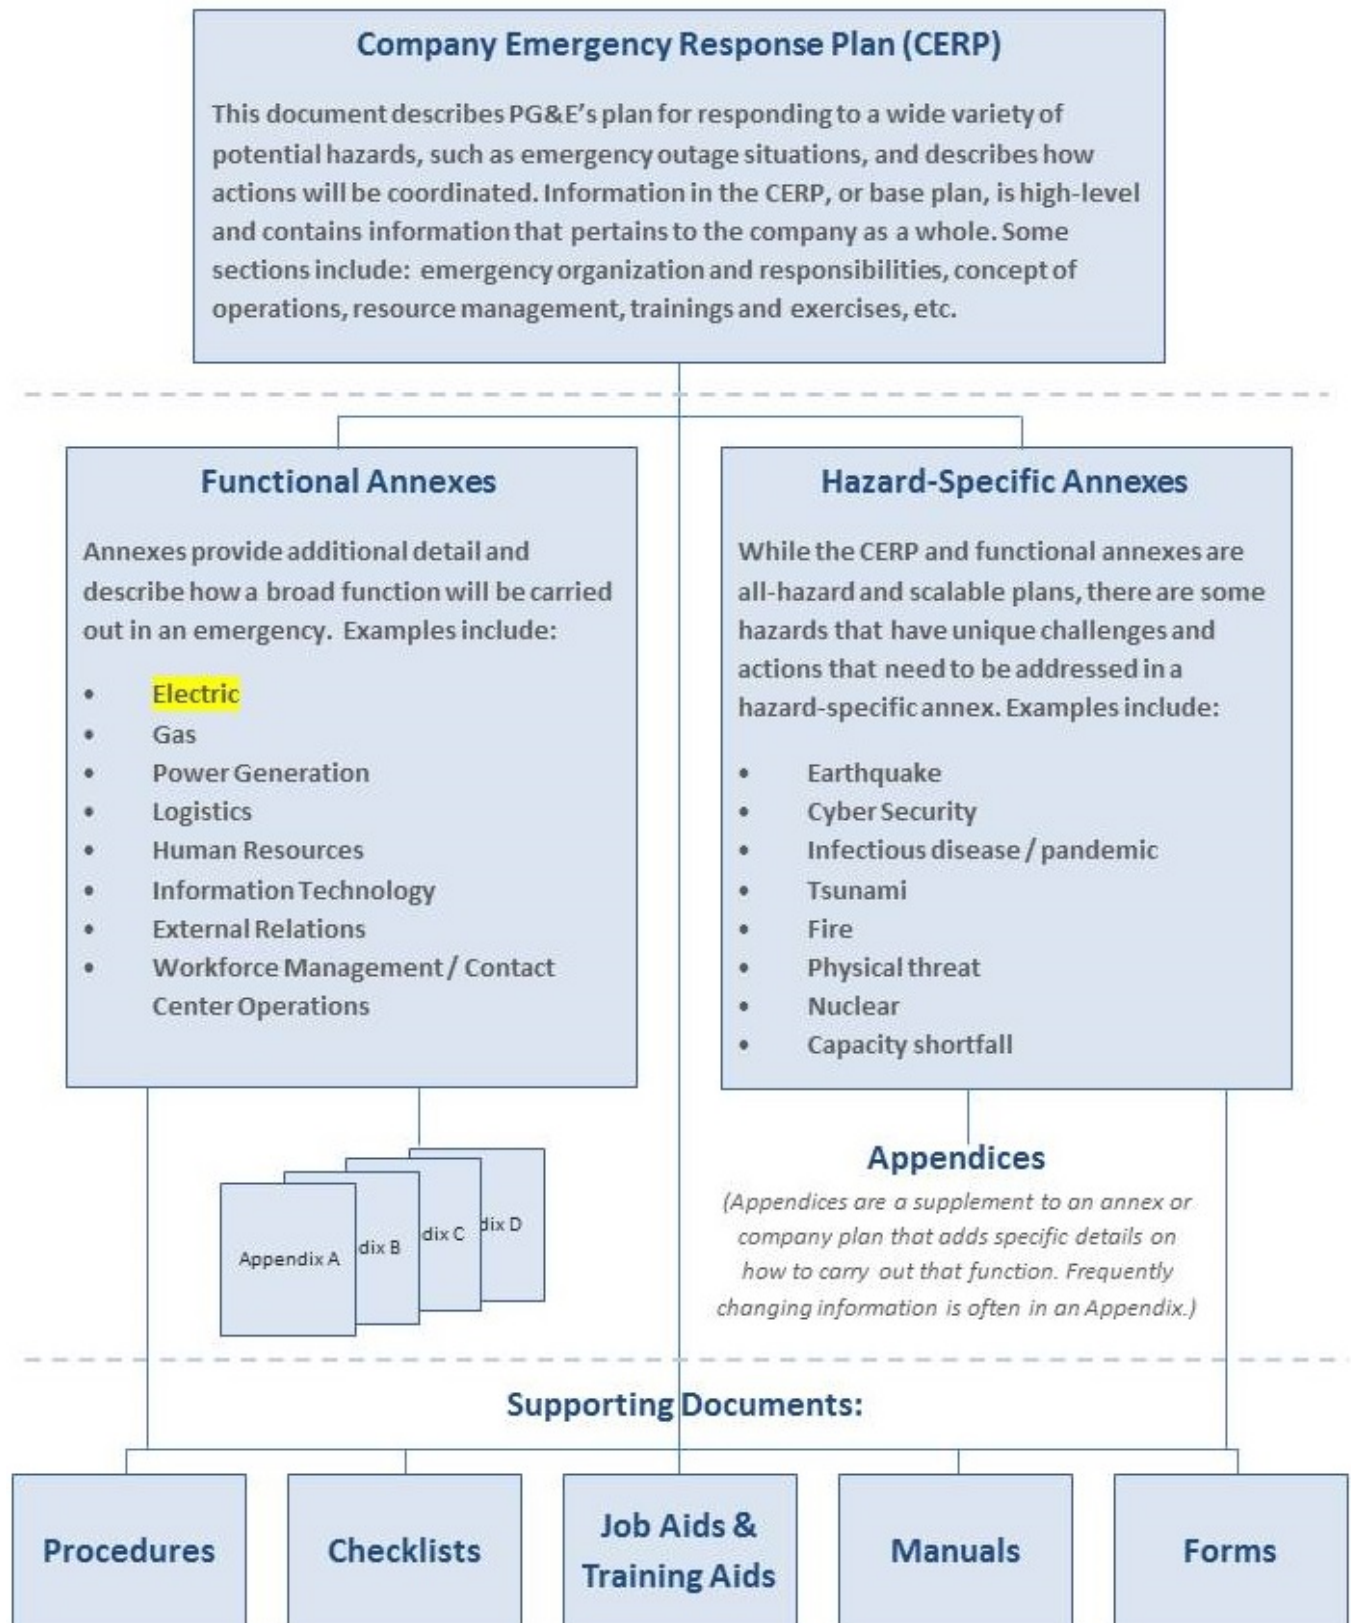 Company Emergency Response Plan (CERP)
This document describes PG&E's plan for responding to a wide variety of
potential hazards, such as emergency outage situations, and describes how
actions will be coordinated. Information in the CERP, or base plan, is high-level
and contains information that pertains to the company as a whole. Some
sections include: emergency organization and responsibilities, concept of
operations, resource management, trainings and exercises, etc.
Functional Annexes
Annexes provide additional detail and
describe how a broad function will be carried
out in an emergency. Examples include:
• Electric
• Gas
• Power Generation
• Logistics
• Human Resources
• Information Technology
• External Relations
• Workforce Management / Contact
Center Operations
Hazard-Specific Annexes
While the CERP and functional annexes are
all-hazard and scalable plans, there are some
hazards that have unique challenges and
actions that need to be addressed in a
hazard-specific annex. Examples include:
• Earthquake
• Cyber Security
• Infectious disease / pandemic
• Tsunami
• Fire
• Physical threat
• Nuclear
• Capacity shortfall
Appendix A
dix B
dix C
dix D
Appendices
(Appendices are a supplement to an annex or
company plan that adds specific details on
how to carry out that function. Frequently
changing information is often in an Appendix.)
Supporting Documents:
Procedures
Checklists
Job Aids &
Training Aids
Manuals
Forms